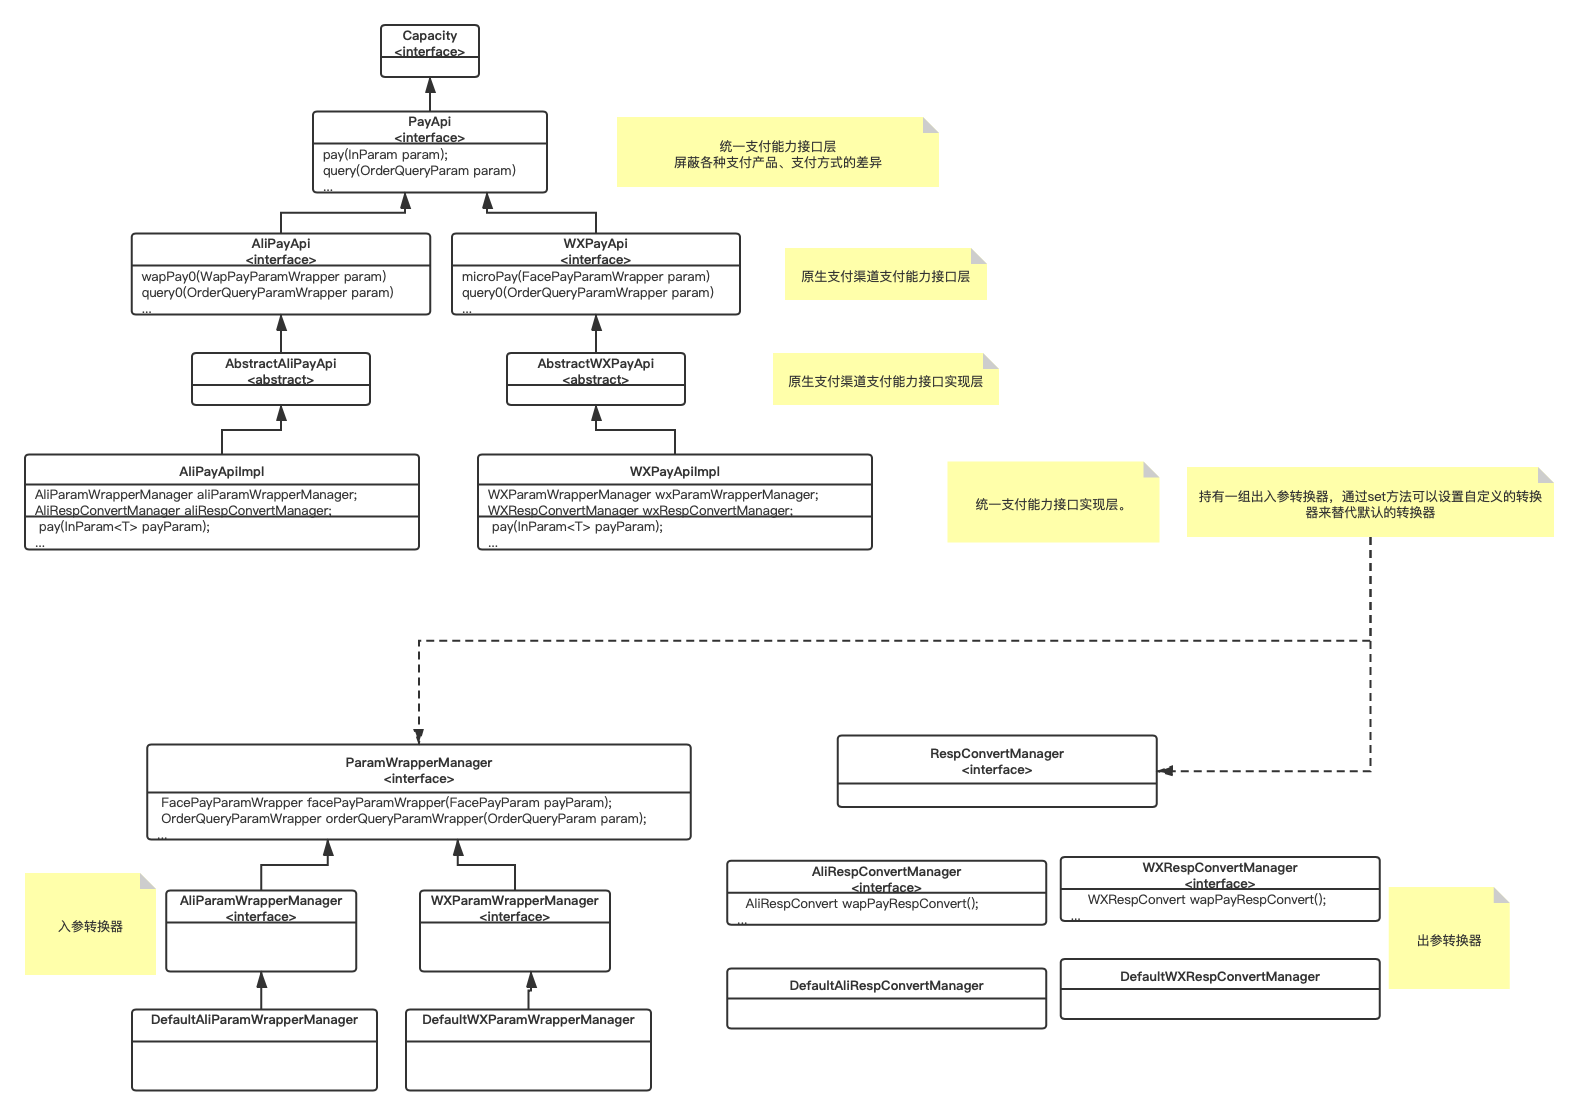 Capacity
<interface>
PayApi
<interface>
pay(InParam param);
query(OrderQueryParam param)
...
统一支付能力接口层
屏蔽各种支付产品、支付方式的差异
AliPayApi
<interface>
wapPay0(WapPayParamWrapper param)
query0(OrderQueryParamWrapper param)
...
WXPayApi
<interface>
microPay(FacePayParamWrapper param)
query0(OrderQueryParamWrapper param)
...
原生支付渠道支付能力接口层
AbstractAliPayApi
<abstract>
AbstractWXPayApi
<abstract>
原生支付渠道支付能力接口实现层
AliPayApiImpl
AliParamWrapperManager aliParamWrapperManager;
AliRespConvertManager aliRespConvertManager;
pay(InParam<T> payParam);
...
WXPayApiImpl
WXParamWrapperManager wxParamWrapperManager;
WXRespConvertManager wxRespConvertManager;
pay(InParam<T> payParam);
...
统一支付能力接口实现层。
持有一组出入参转换器，通过set方法可以设置自定义的转换
器来替代默认的转换器
ParamWrapperManager
<interface>
FacePayParamWrapper facePayParamWrapper(FacePayParam payParam);
OrderQueryParamWrapper orderQueryParamWrapper(OrderQueryParam param);
...
RespConvertManager
<interface>
入参转换器
AliParamWrapperManager
<interface>
WXParamWrapperManager
<interface>
AliRespConvertManager
<interface>
AliRespConvert wapPayRespConvert();
...
WXRespConvertManager
<interface>
WXRespConvert wapPayRespConvert();
...
出参转换器
DefaultAliParamWrapperManager
DefaultWXParamWrapperManager
DefaultAliRespConvertManager
DefaultWXRespConvertManager